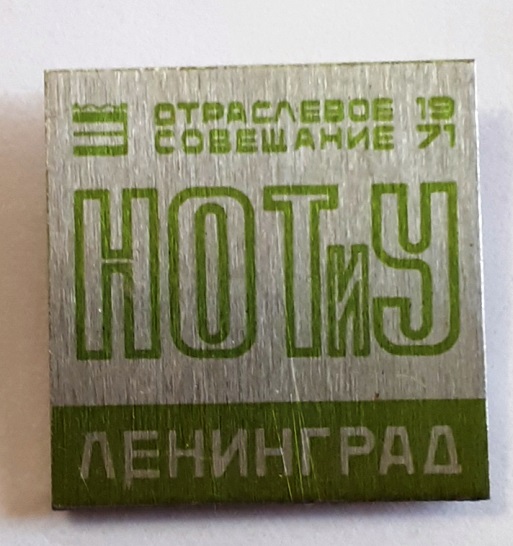 ОТРАСЛЕВОЕ 19
СОВЕЩАНИЕ 71
НОТиУ
ЛЕНИНГРАД